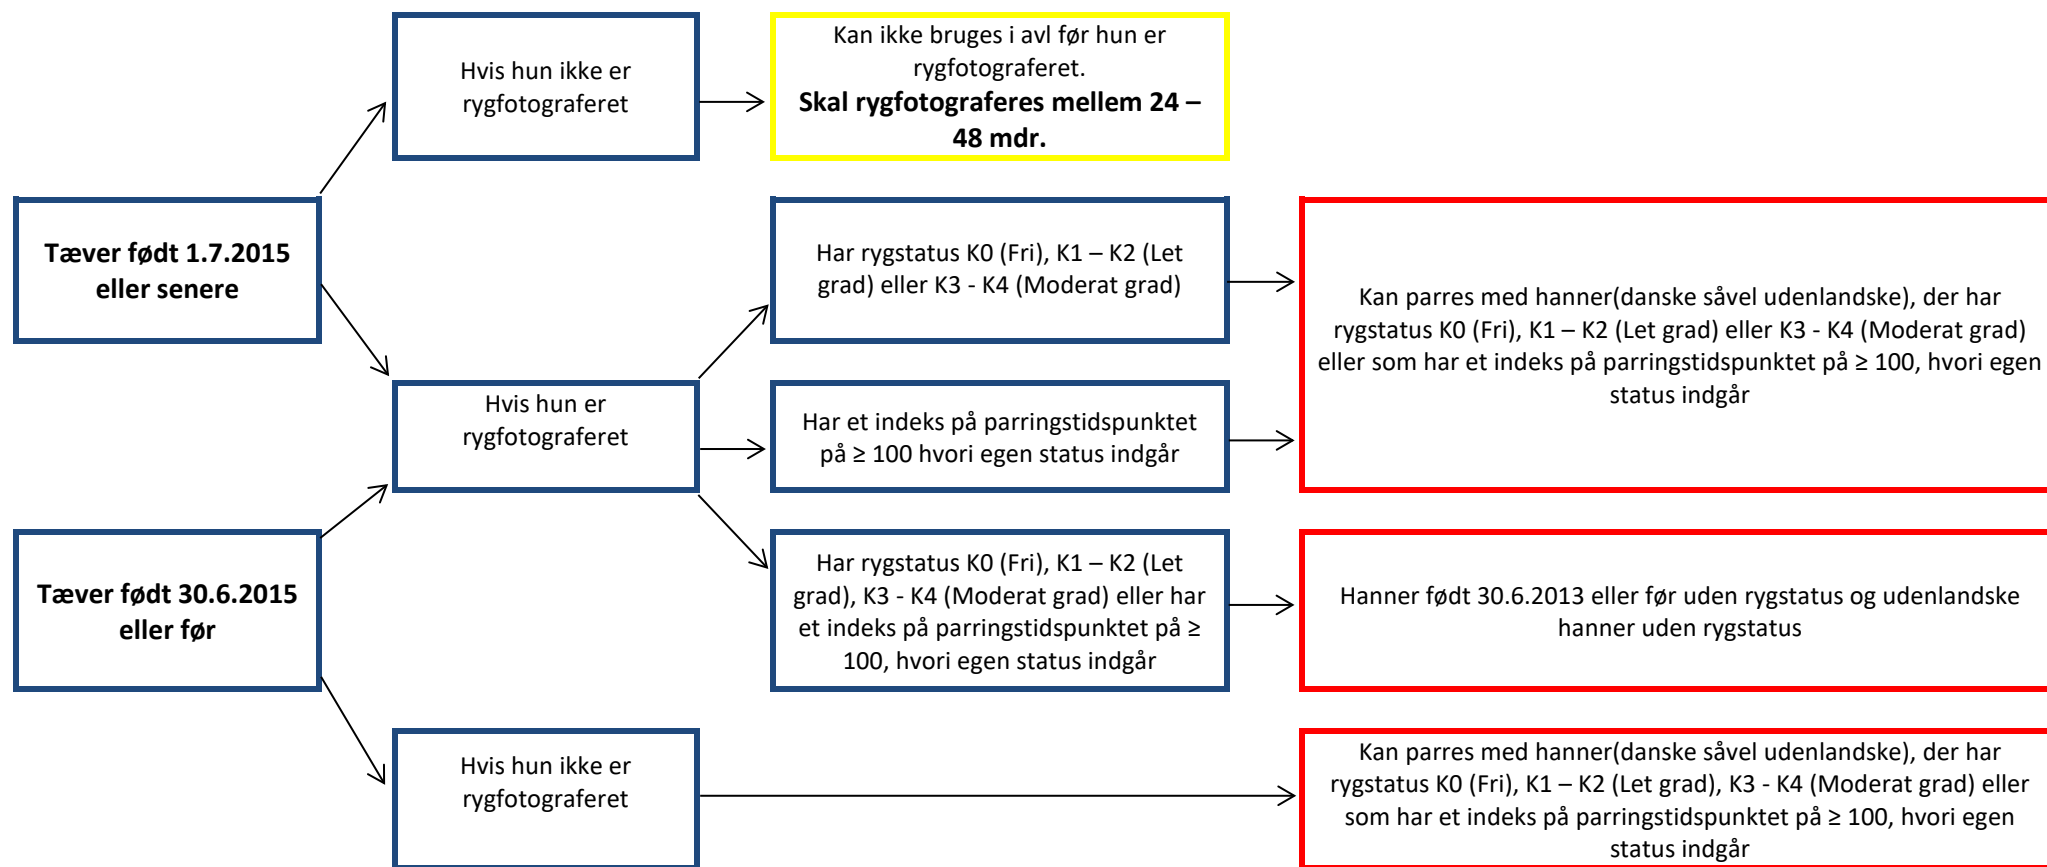 Hvis hun ikke er
rygfotograferet
Kan ikke bruges i avl før hun er
rygfotograferet.
Skal rygfotograferes mellem 24 –
48 mdr.
Tæver født 1.7.2015
eller senere
Har rygstatus K0 (Fri), K1 – K2 (Let
grad) eller K3 - K4 (Moderat grad)
Kan parres med hanner(danske såvel udenlandske), der har
rygstatus K0 (Fri), K1 – K2 (Let grad) eller K3 - K4 (Moderat grad)
eller som har et indeks på parringstidspunktet på ≥ 100, hvori egen
status indgår
Hvis hun er
rygfotograferet
Har et indeks på parringstidspunktet
på ≥ 100 hvori egen status indgår
Tæver født 30.6.2015
eller før
Har rygstatus K0 (Fri), K1 – K2 (Let
grad), K3 - K4 (Moderat grad) eller har
et indeks på parringstidspunktet på ≥
100, hvori egen status indgår
Hanner født 30.6.2013 eller før uden rygstatus og udenlandske
hanner uden rygstatus
Hvis hun ikke er
rygfotograferet
Kan parres med hanner(danske såvel udenlandske), der har
rygstatus K0 (Fri), K1 – K2 (Let grad), K3 - K4 (Moderat grad) eller
som har et indeks på parringstidspunktet på ≥ 100, hvori egen
status indgår